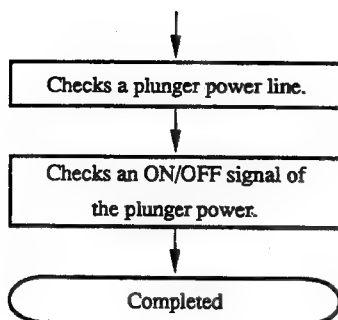 Checks a plunger power line.
Checks an ON/OFF signal of
the plunger power.
Completed